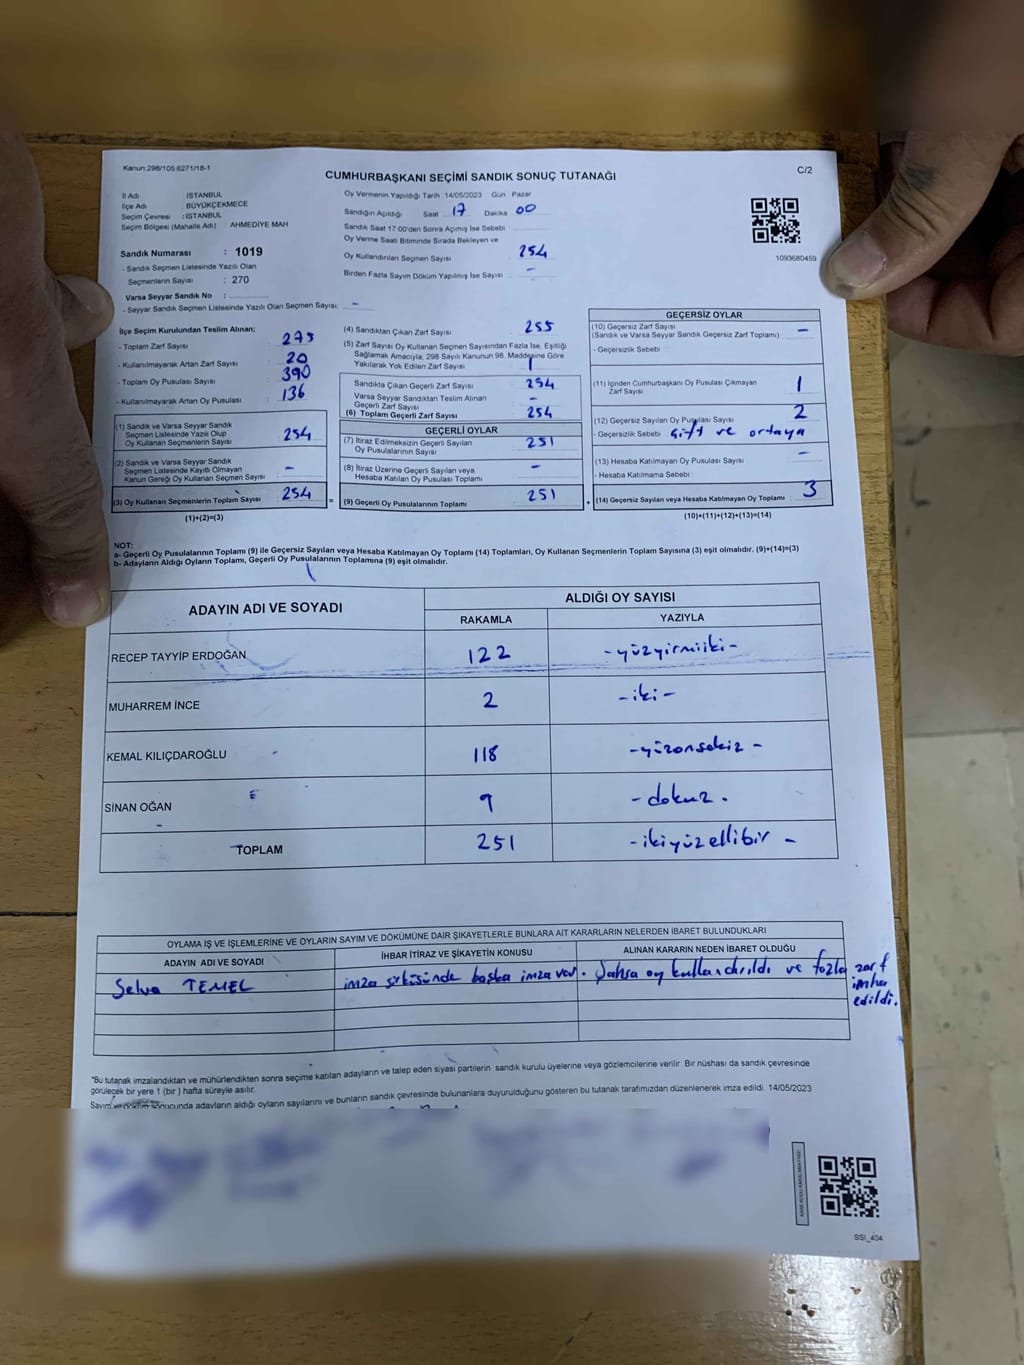 Kanun:298/105 6271/18-1
C/2
CUMHURBAŞKANI SEÇİMİ SANDIK SONUÇ TUTANAĞI
İl Adı : İSTANBUL
İlçe Adı : BÜYÜKÇEKMECE
Seçim Çevresi : İSTANBUL
Seçim Bölgesi (Mahalle Adı) : AHMEDİYE MAH
Sandık Numarası : 1019
- Sandık Seçmen Listesinde Yazılı Olan
Seçmenlerin Sayısı : 270
Varsa Seyyar Sandık No :
- Seyyar Sandık Seçmen Listesinde Yazılı Olan Seçmen Sayısı: -
Oy Vermenin Yapıldığı Tarih :14/05/2023 Gün : Pazar
Sandığın Açıldığı Saat 17 Dakika 00
Sandık Saat 17:00'den Sonra Açılmış İse Sebebi
Oy Verme Saati Bitiminde Sırada Bekleyen ve
Oy Kullandırılan Seçmen Sayısı : 254
Birden Fazla Sayım Döküm Yapılmış İse Sayısı : -
1093680459
İlçe Seçim Kurulundan Teslim Alınan;
- Toplam Zarf Sayısı : 275
- Kullanılmayarak Artan Zarf Sayısı : 20
- Toplam Oy Pusulası Sayısı : 390
- Kullanılmayarak Artan Oy Pusulası : 136
(1) Sandık ve Varsa Seyyar Sandık
Seçmen Listesinde Yazılı Olup
Oy Kullanan Seçmenlerin Sayısı : 254
(2) Sandık ve Varsa Seyyar Sandık
Seçmen Listesinde Kayıtlı Olmayan
Kanun Gereği Oy Kullanan Seçmen Sayısı : -
(3) Oy Kullanan Seçmenlerin Toplam Sayısı : 254
(1)+(2)=(3)
(4) Sandıktan Çıkan Zarf Sayısı : 255
(5) Zarf Sayısı Oy Kullanan Seçmen Sayısından Fazla İse, Eşitliği
Sağlamak Amacıyla, 298 Sayılı Kanunun 98. Maddesine Göre
Yakılarak Yok Edilen Zarf Sayısı : 1
Sandıkta Çıkan Geçerli Zarf Sayısı : 254
Varsa Seyyar Sandıktan Teslim Alınan
Geçerli Zarf Sayısı : -
(6) Toplam Geçerli Zarf Sayısı : 254
GEÇERLİ OYLAR
(7) İtiraz Edilmeksizin Geçerli Sayılan
Oy Pusulalarının Sayısı : 251
(8) İtiraz Üzerine Geçerli Sayılan veya
Hesaba Katılan Oy Pusulası Toplamı : -
= (9) Geçerli Oy Pusulalarının Toplamı : 251
GEÇERSİZ OYLAR
(10) Geçersiz Zarf Sayısı
(Sandık ve Varsa Seyyar Sandık Geçersiz Zarf Toplamı) : -
- Geçersizlik Sebebi :
(11) İçinden Cumhurbaşkanı Oy Pusulası Çıkmayan
Zarf Sayısı : 1
(12) Geçersiz Sayılan Oy Pusulası Sayısı : 2
- Geçersizlik Sebebi : Çift ve ortaya
(13) Hesaba Katılmayan Oy Pusulası Sayısı : -
- Hesaba Katılmama Sebebi :
+ (14) Geçersiz Sayılan veya Hesaba Katılmayan Oy Toplamı : 3
(10)+(11)+(12)+(13)=(14)
NOT:
a- Geçerli Oy Pusulalarının Toplamı (9) ile Geçersiz Sayılan veya Hesaba Katılmayan Oy Toplamı (14) Toplamları, Oy Kullanan Seçmenlerin Toplam Sayısına (3) eşit olmalıdır. (9)+(14)=(3)
b- Adayların Aldığı Oyların Toplamı, Geçerli Oy Pusulalarının Toplamına (9) eşit olmalıdır.
ADAYIN ADI VE SOYADI ALDIĞI OY SAYISI
RAKAMLA YAZIYLA
RECEP TAYYİP ERDOĞAN 122 -yüzyirmiiki-
MUHARREM İNCE 2 -iki-
KEMAL KILIÇDAROĞLU 118 -yüzonsekiz-
SİNAN OĞAN 9 -dokuz.
TOPLAM 251 -ikiyüzellibir-
OYLAMA İŞ VE İŞLEMLERİNE VE OYLARIN SAYIM VE DÖKÜMÜNE DAİR ŞİKAYETLERLE BUNLARA AİT KARARLARIN NELERDEN İBARET BULUNDUKLARI
ADAYIN ADI VE SOYADI İHBAR İTİRAZ VE ŞİKAYETİN KONUSU ALINAN KARARIN NEDEN İBARET OLDUĞU
Selva TEMEL imza sirküsünde başka imza var. Şahsa oy kullandırıldı ve fazla zarf
imha
edildi.
"Bu tutanak imzalandıktan ve mühürlendikten sonra seçime katılan adayların ve talep eden siyasi partilerin sandık kurulu üyelerine veya gözlemcilerine verilir. Bir nüshası da sandık çevresinde
görülecek bir yere 1 (bir) hafta süreyle asılır.
Sayım ve döküm sonucunda adayların aldığı oyların sayılarını ve bunların sandık çevresinde bulunanlara duyurulduğunu gösteren bu tutanak tarafımızdan düzenlenerek imza edildi. 14/05/2023
SSI_404